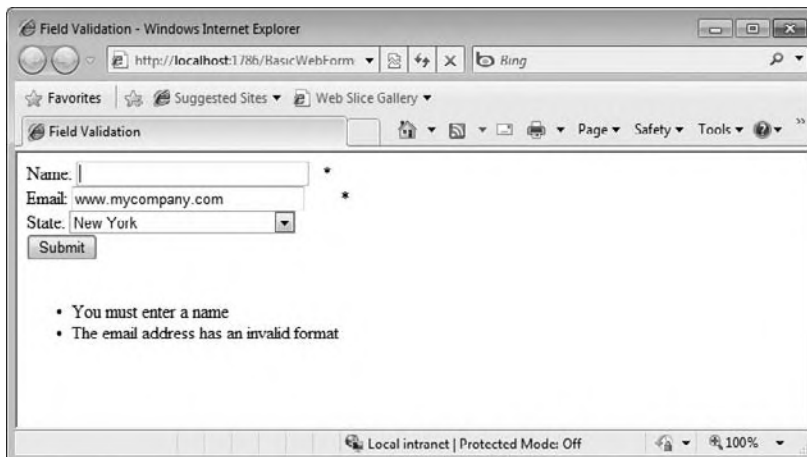 Field Validation - Windows Internet Explorer
http://localhost:1786/BasicWebForm
Bing
Favorites
Suggested Sites
Web Slice Gallery
Field Validation
Page
Safety
Tools
Name. *
Email: www.mycompany.com *
State. New York
Submit
• You must enter a name
• The email address has an invalid format
Local intranet | Protected Mode: Off
100%